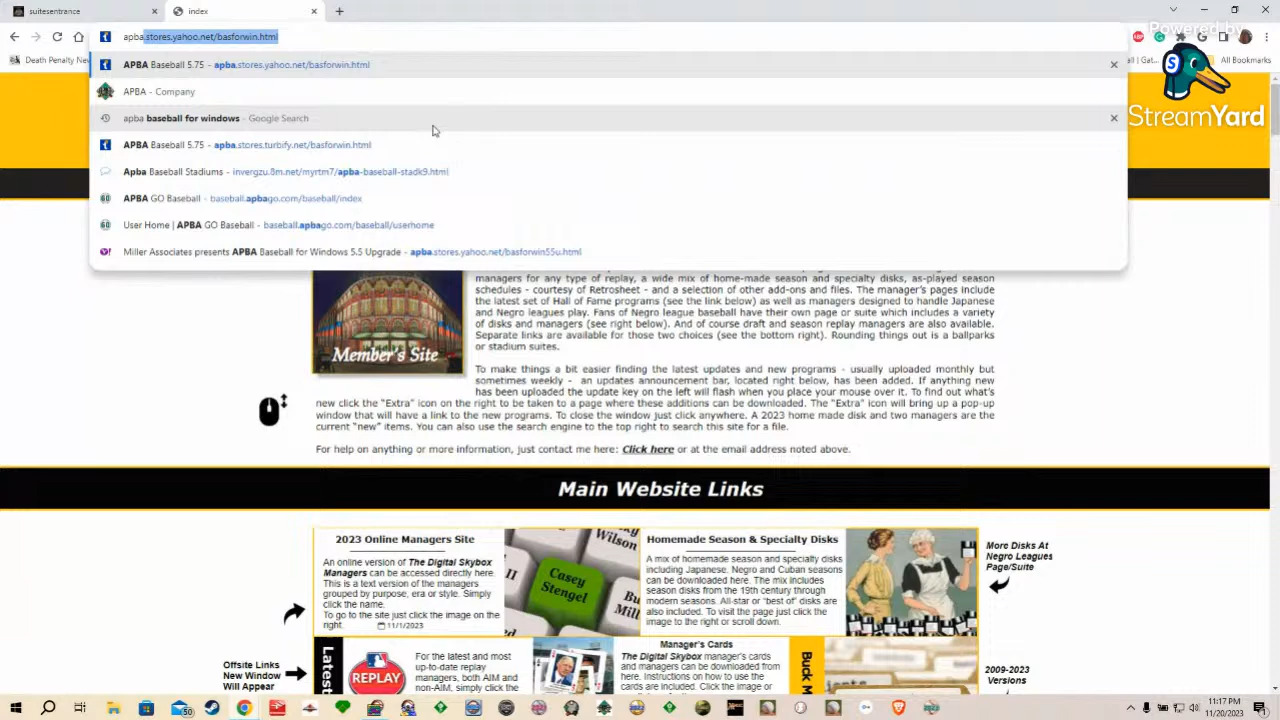 suitesentrance
index
Powered by
apba.stores.yahoo.net/basforwin.html
Death Penalty New
All Bookmarks
APBA Baseball 5.75 - apba.stores.yahoo.net/basforwin.html
APBA - Company
StreamYard
apba baseball for windows - Google Search
APBA Baseball 5.75 - apba.stores.turbify.net/basforwin.html
Apba Baseball Stadiums - invergzu.8m.net/myrtm7/apba-baseball-stadk9.html
APBA GO Baseball - baseball.apbago.com/baseball/index
User Home | APBA GO Baseball - baseball.apbago.com/baseball/userhome
Miller Associates presents APBA Baseball for Windows 5.5 Upgrade - apba.stores.yahoo.net/basforwin55u.html
managers for any type of replay, a wide mix of home-made season and specialty disks, as-played season
schedules - courtesy of Retrosheet - and a selection of other add-ons and files. The manager's pages include
the latest set of Hall of Fame programs (see the link below) as well as managers designed to handle Japanese
and Negro leagues play. Fans of Negro league baseball have their own page or suite which includes a variety
of disks and managers (see right below). And of course draft and season replay managers are also available.
Separate links are available for those two choices (see the bottom right). Rounding things out is a ballparks
or stadium suites.
Member's Site
To make things a bit easier finding the latest updates and new programs - usually uploaded monthly but
sometimes weekly - an updates announcement bar, located right below, has been added. If anything new
has been uploaded the update key on the left will flash when you place your mouse over it. To find out what's
new click the "Extra" icon on the right to be taken to a page where these additions can be downloaded. The "Extra" icon will bring up a pop-up
window that will have a link to the new programs. To close the window just click anywhere. A 2023 home made disk and two managers are the
current "new" items. You can also use the search engine to the top right to search this site for a file.
For help on anything or more information, just contact me here: Click here or at the email address noted above.
Main Website Links
2023 Online Managers Site
An online version of The Digital Skybox
Managers can be accessed directly here.
This is a text version of the managers
grouped by purpose, era or style. Simply
click the name.
To go to the site just click the image on the
right. 11/1/2023
Wilson
Casey
Stengel
Homemade Season & Specialty Disks
A mix of homemade season and specialty disks
including Japanese, Negro and Cuban seasons
can be downloaded here. The mix includes
season disks from the 19th century through
modern seasons. All-star or "best of" disks are
also included. To visit the page just click the
image to the right or scroll down.
More Disks At
Negro Leagues
Page/Suite
Offsite Links
New Window
Will Appear
Latest
REPLAY
For the latest and most
up-to-date replay
managers, both AIM and
non-AIM, simply click the
Manager's Cards
The Digital Skybox manager's cards
and managers can be downloaded from
here. Instructions on how to use the
cards are included. Click the image or
Buck M
2009-2023
Versions
50
11:17 PM
11/20/2023